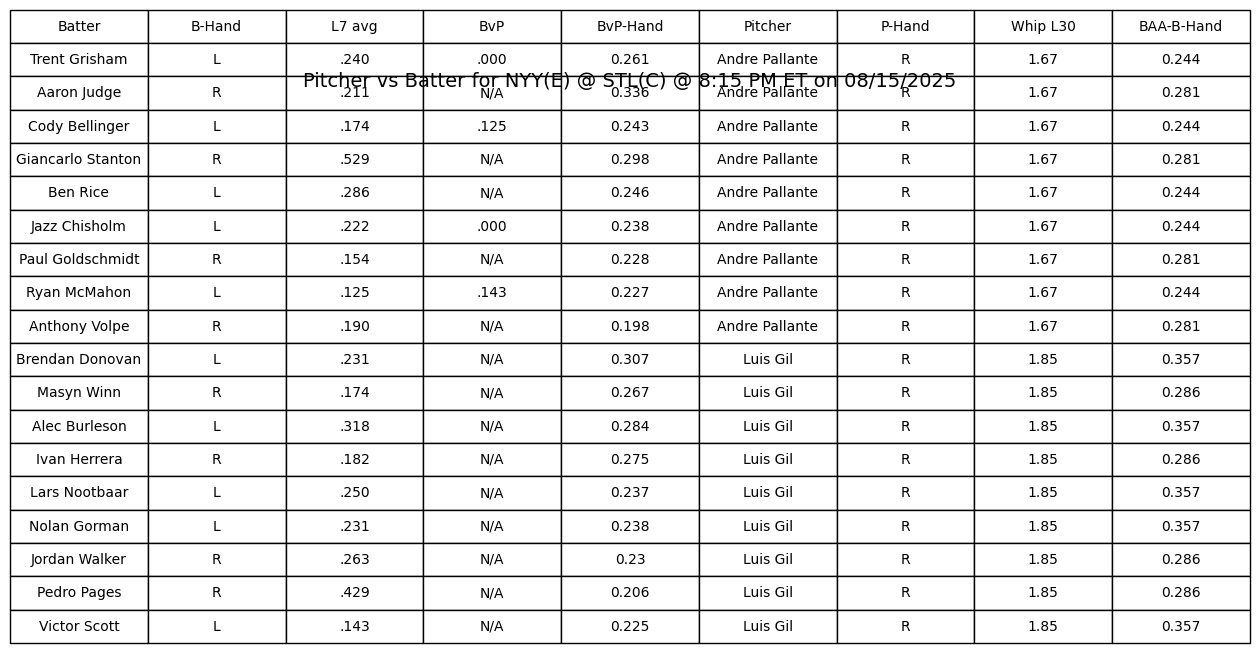 Batter B-Hand L7 avg BvP BvP-Hand Pitcher P-Hand Whip L30 BAA-B-Hand
Trent Grisham L .240 .000 0.261 Andre Pallante R 1.67 0.244
Pitcher vs Batter for NYY(E) @ STL(C) @ 8:15 PM ET on 08/15/2025
Aaron Judge R .211 N/A 0.336 Andre Pallante R 1.67 0.281
Cody Bellinger L .174 .125 0.243 Andre Pallante R 1.67 0.244
Giancarlo Stanton R .529 N/A 0.298 Andre Pallante R 1.67 0.281
Ben Rice L .286 N/A 0.246 Andre Pallante R 1.67 0.244
Jazz Chisholm L .222 .000 0.238 Andre Pallante R 1.67 0.244
Paul Goldschmidt R .154 N/A 0.228 Andre Pallante R 1.67 0.281
Ryan McMahon L .125 .143 0.227 Andre Pallante R 1.67 0.244
Anthony Volpe R .190 N/A 0.198 Andre Pallante R 1.67 0.281
Brendan Donovan L .231 N/A 0.307 Luis Gil R 1.85 0.357
Masyn Winn R .174 N/A 0.267 Luis Gil R 1.85 0.286
Alec Burleson L .318 N/A 0.284 Luis Gil R 1.85 0.357
Ivan Herrera R .182 N/A 0.275 Luis Gil R 1.85 0.286
Lars Nootbaar L .250 N/A 0.237 Luis Gil R 1.85 0.357
Nolan Gorman L .231 N/A 0.238 Luis Gil R 1.85 0.357
Jordan Walker R .263 N/A 0.23 Luis Gil R 1.85 0.286
Pedro Pages R .429 N/A 0.206 Luis Gil R 1.85 0.286
Victor Scott L .143 N/A 0.225 Luis Gil R 1.85 0.357